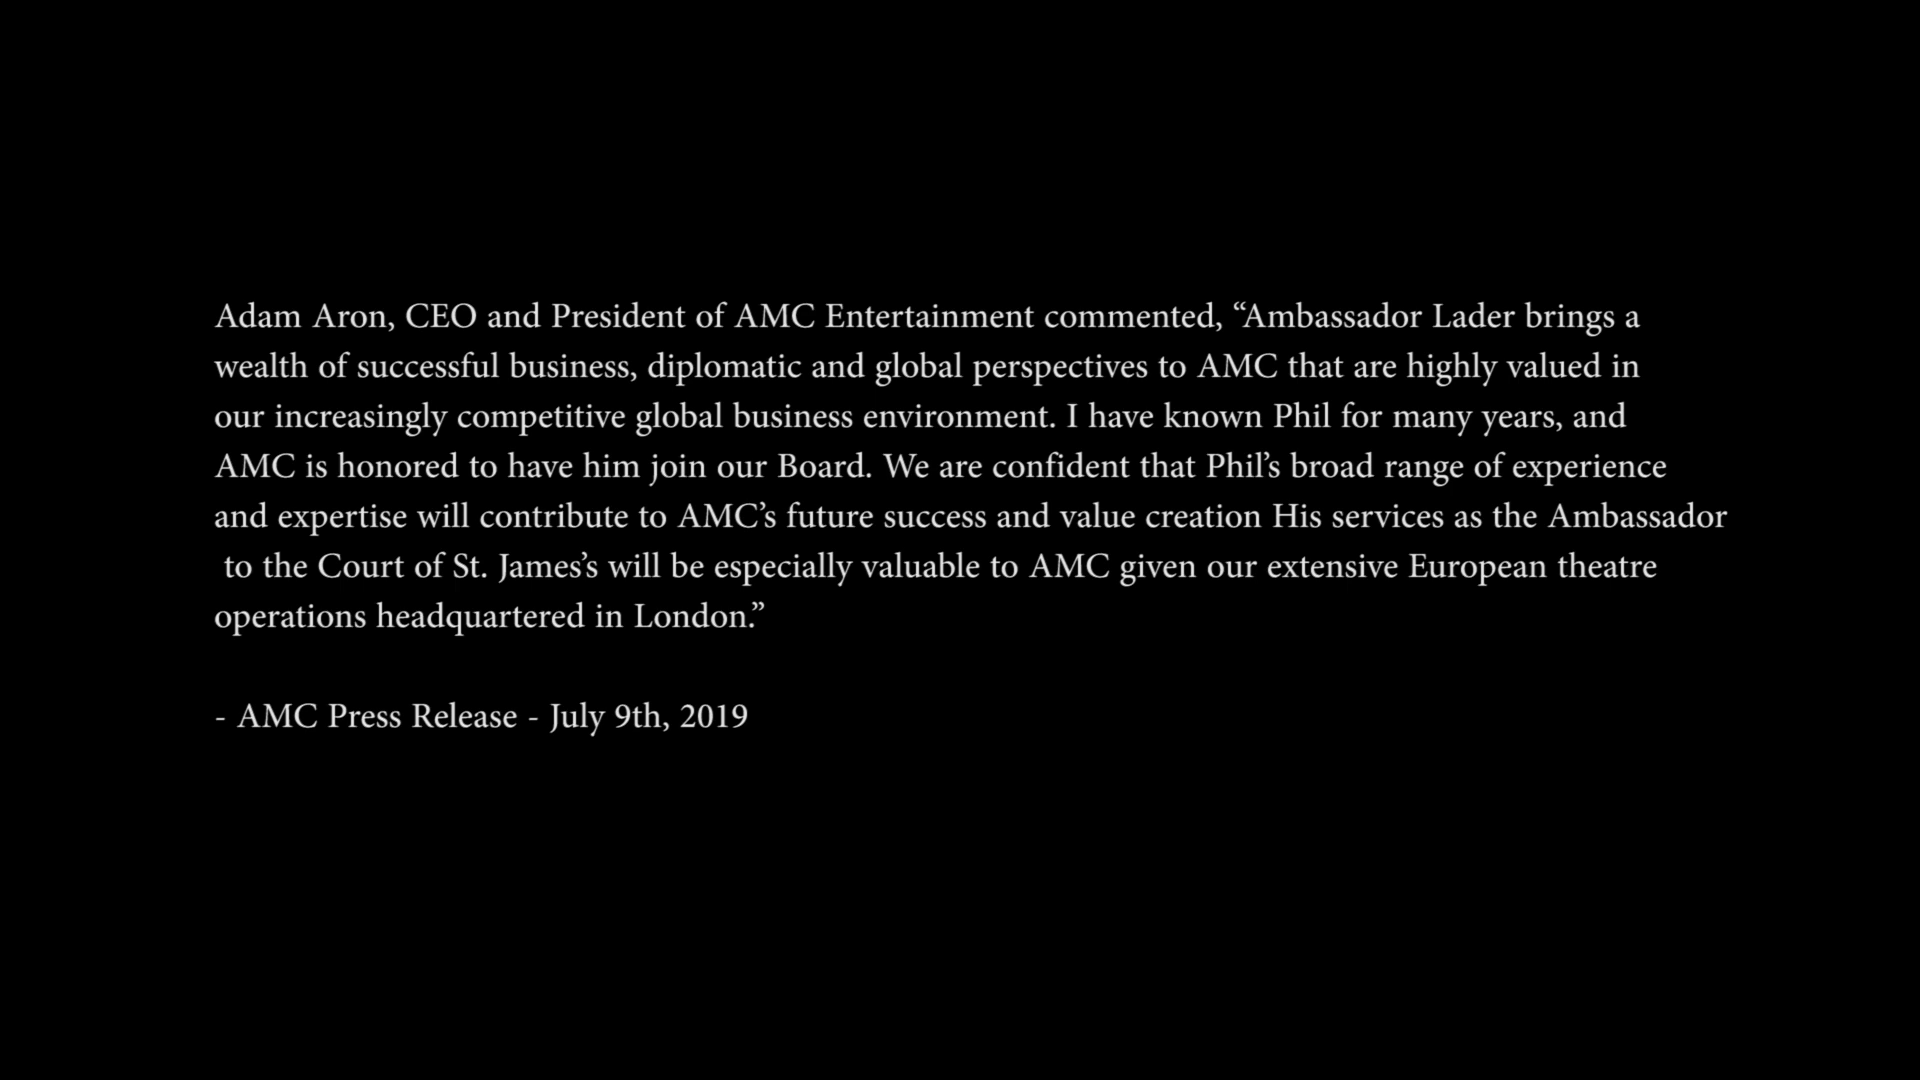 Adam Aron, CEO and President of AMC Entertainment commented, “Ambassador Lader brings a
wealth of successful business, diplomatic and global perspectives to AMC that are highly valued in
our increasingly competitive global business environment. I have known Phil for many years, and
AMC is honored to have him join our Board. We are confident that Phil’s broad range of experience
and expertise will contribute to AMC’s future success and value creation His services as the Ambassador
to the Court of St. James’s will be especially valuable to AMC given our extensive European theatre
operations headquartered in London.”
- AMC Press Release - July 9th, 2019